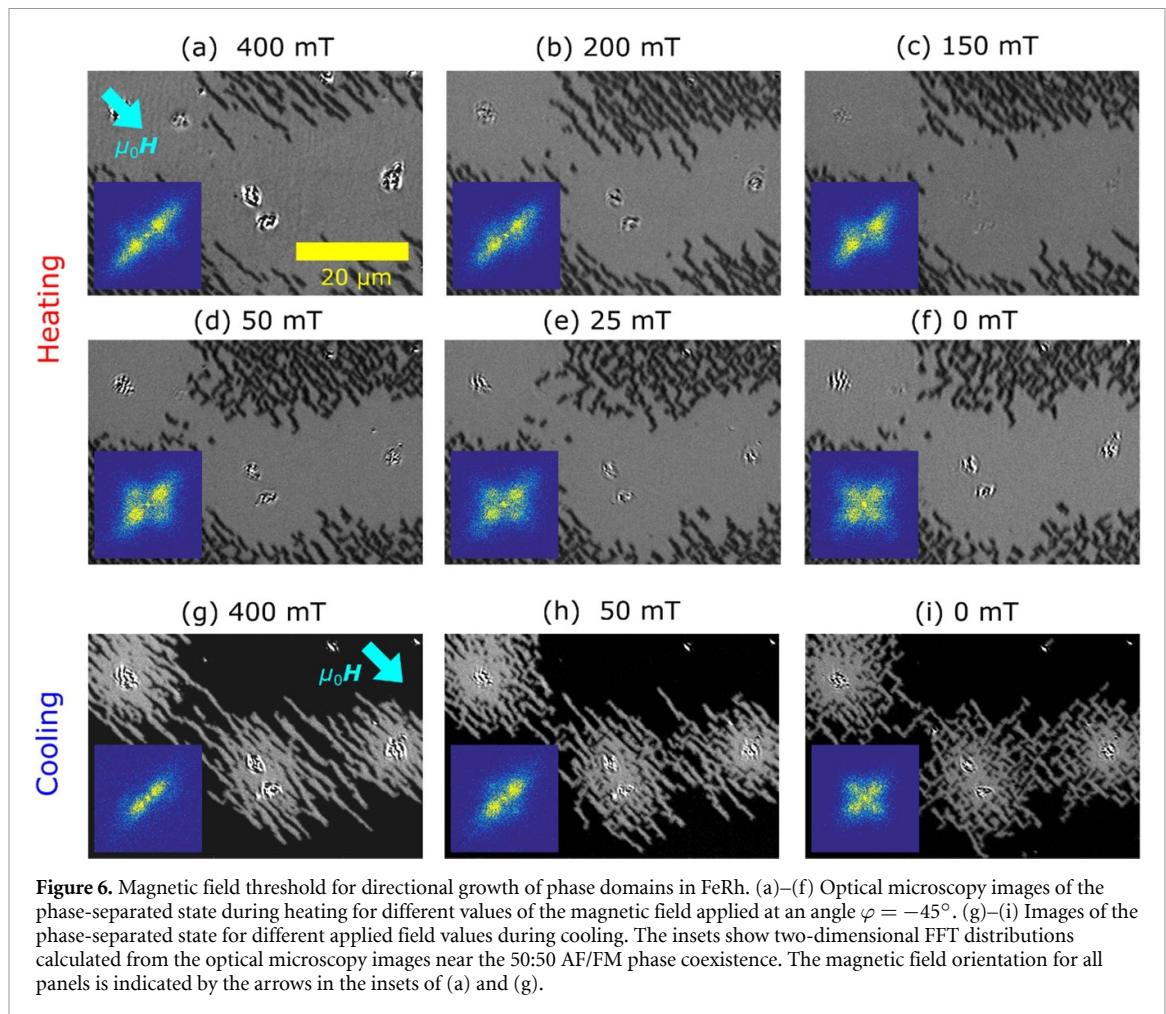 (a) 400 mT
(b) 200 mT
(c) 150 mT
μ₀H
20 μm
Heating
(d) 50 mT
(e) 25 mT
(f) 0 mT
(g) 400 mT
(h) 50 mT
(i) 0 mT
μ₀H
Cooling
Figure 6. Magnetic field threshold for directional growth of phase domains in FeRh. (a)–(f) Optical microscopy images of the
phase-separated state during heating for different values of the magnetic field applied at an angle φ = −45°. (g)–(i) Images of the
phase-separated state for different applied field values during cooling. The insets show two-dimensional FFT distributions
calculated from the optical microscopy images near the 50:50 AF/FM phase coexistence. The magnetic field orientation for all
panels is indicated by the arrows in the insets of (a) and (g).